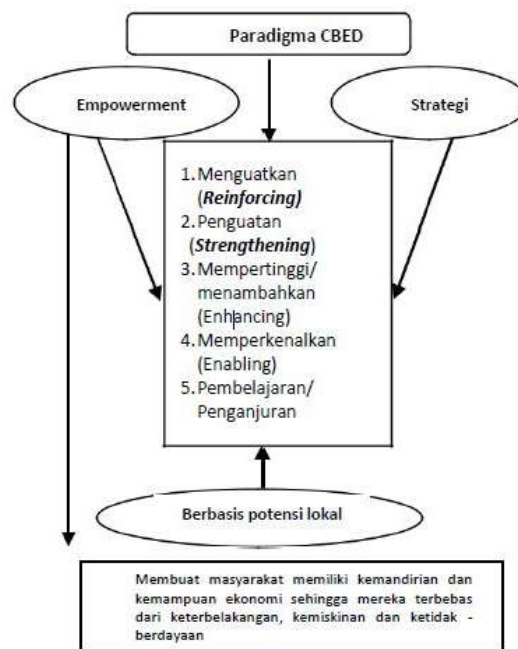 Paradigma CBED
Empowerment
Strategi
1. Menguatkan
(Reinforcing)
2. Penguatan
(Strengthening)
3. Mempertinggi/
menambahkan
(Enhancing)
4. Memperkenalkan
(Enabling)
5. Pembelajaran/
Penganjuran
Berbasis potensi lokal
Membuat masyarakat memiliki kemandirian dan
kemampuan ekonomi sehingga mereka terbebas
dari keterbelakangan, kemiskinan dan ketidak -
berdayaan